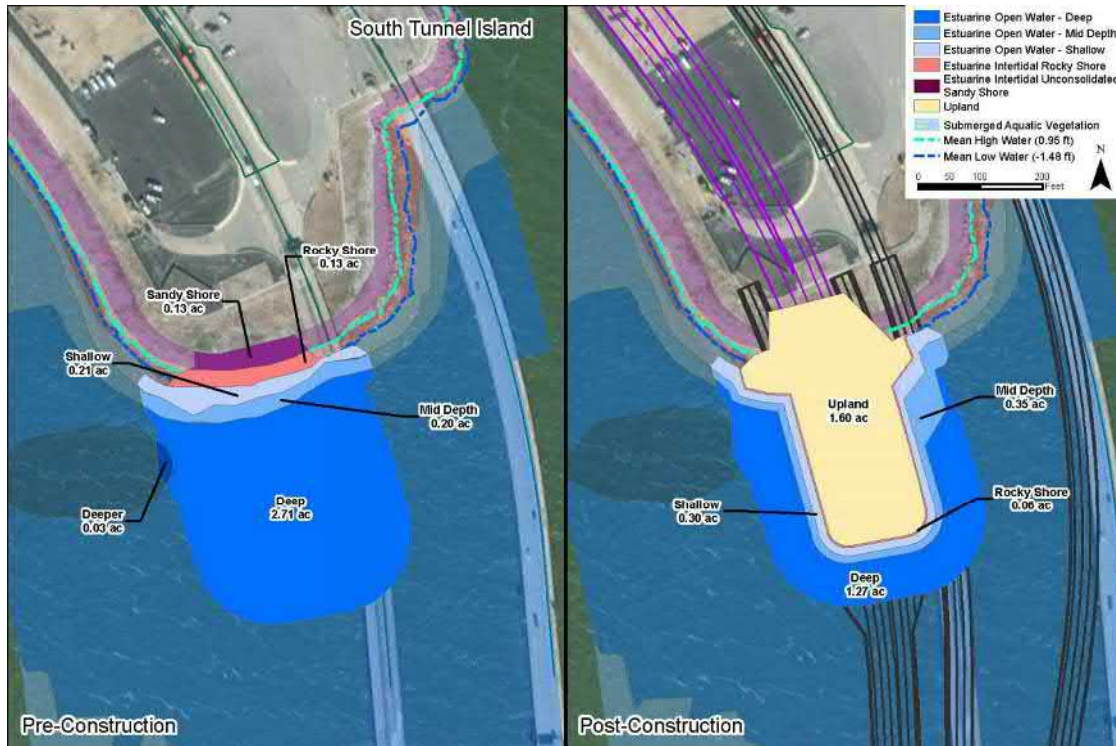 South Tunnel Island
Rocky Shore
0.13 ac
Sandy Shore
0.13 ac
Shallow
0.21 ac
Mid Depth
0.20 ac
Deep
2.71 ac
Deeper
0.03 ac
Pre-Construction
Estuarine Open Water - Deep
Estuarine Open Water - Mid Depth
Estuarine Open Water - Shallow
Estuarine Intertidal Rocky Shore
Estuarine Intertidal Unconsolidated
Sandy Shore
Upland
Submerged Aquatic Vegetation
Mean High Water (0.95 ft)
Mean Low Water (-1.48 ft)
N
0 50 100 200
Feet
Upland
1.60 ac
Mid Depth
0.35 ac
Shallow
0.30 ac
Rocky Shore
0.06 ac
Deep
1.27 ac
Post-Construction